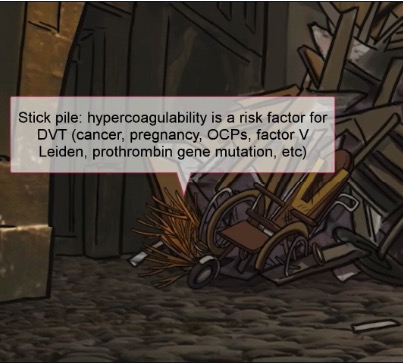 Stick pile: hypercoagulability is a risk factor for
DVT (cancer, pregnancy, OCPs, factor V
Leiden, prothrombin gene mutation, etc)